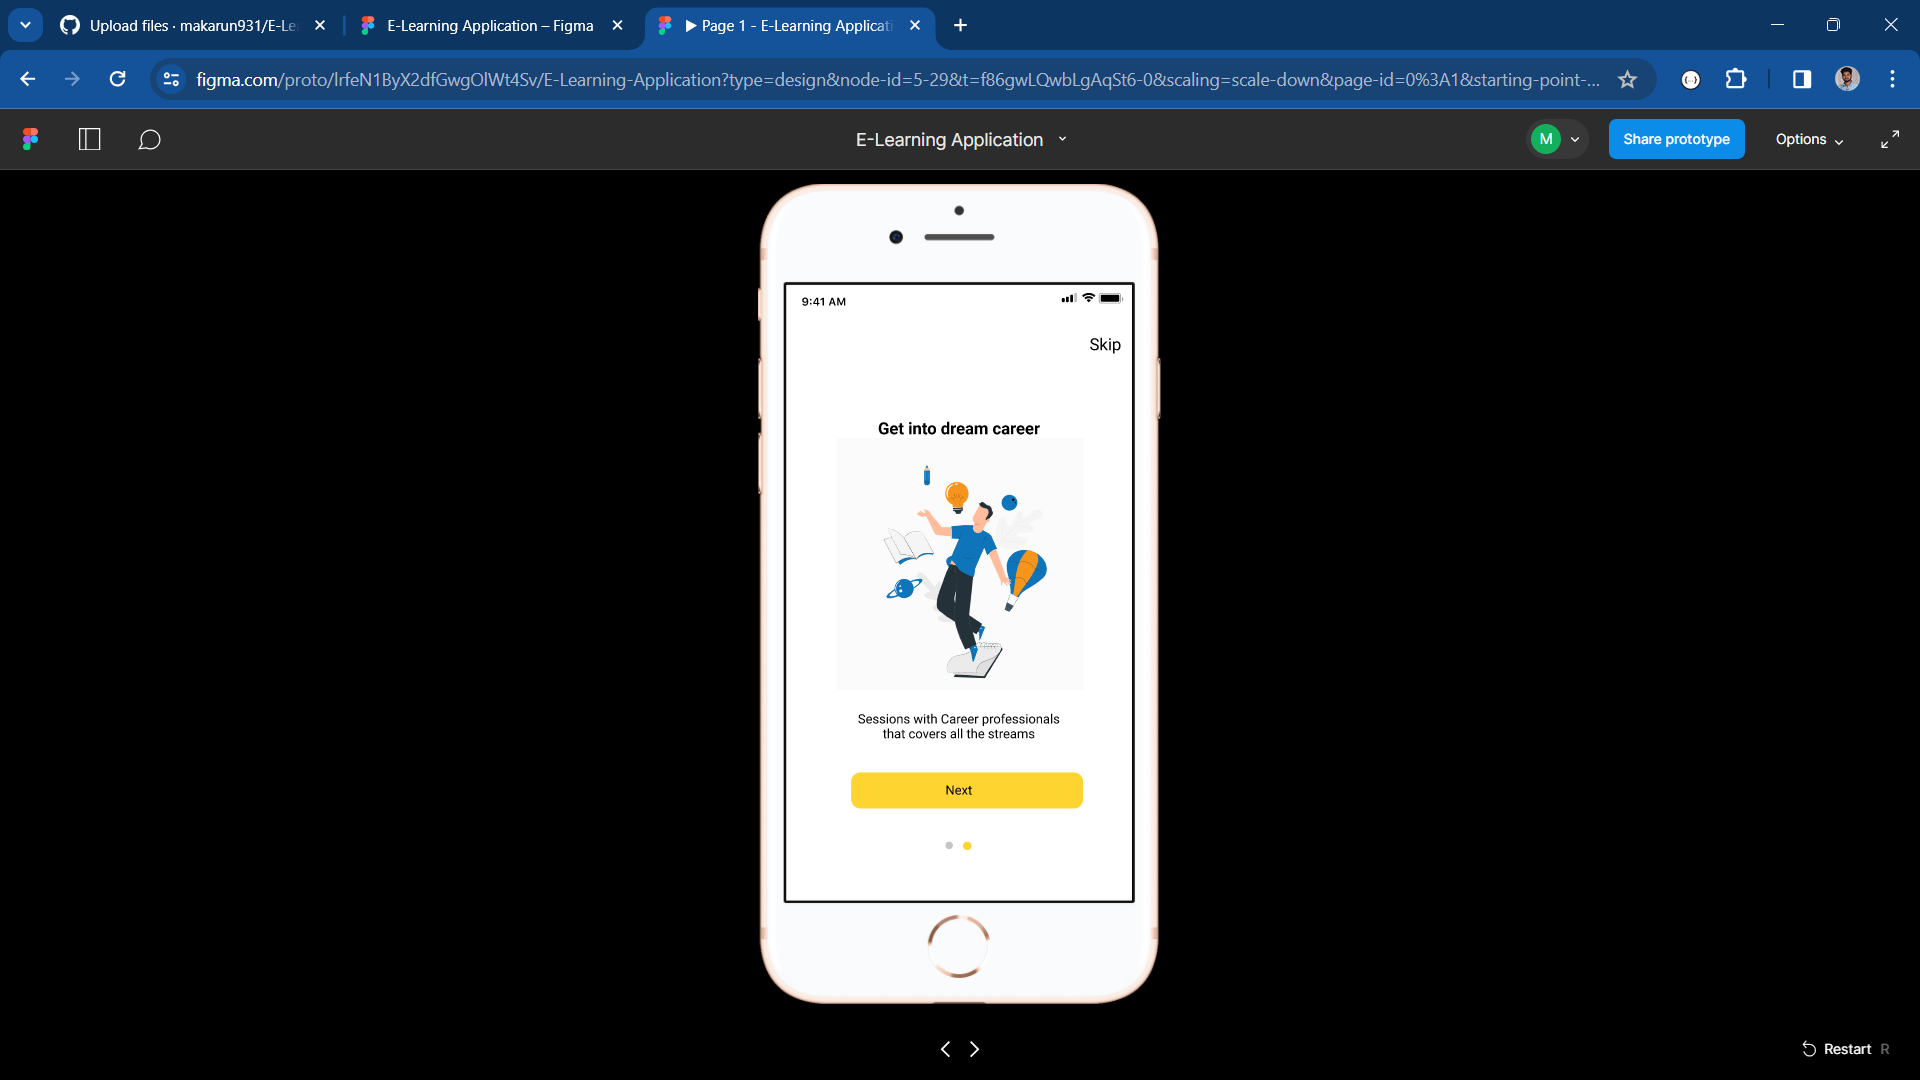 Upload files · makarun931/E-Le
E-Learning Application – Figma
▶ Page 1 - E-Learning Applicati
figma.com/proto/lrfeN1ByX2dfGwgOlWt4Sv/E-Learning-Application?type=design&node-id=5-29&t=f86gwLQwbLgAqSt6-0&scaling=scale-down&page-id=0%3A1&starting-point-...
E-Learning Application
M
Share prototype
Options
9:41 AM
Skip
Get into dream career
Sessions with Career professionals
that covers all the streams
Next
Restart R